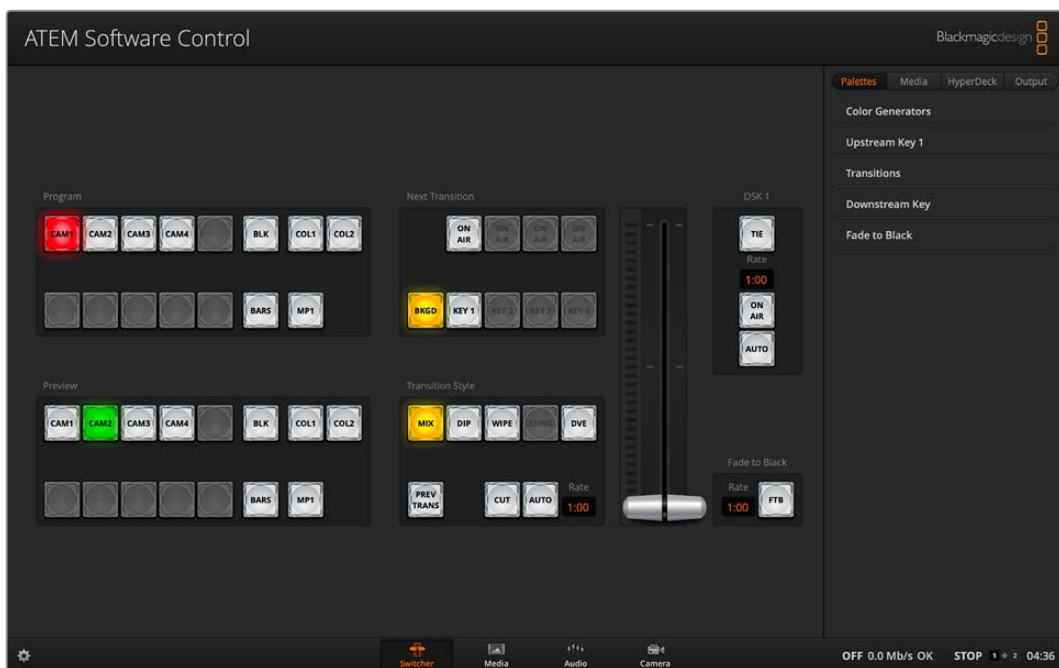 ATEM Software Control
Blackmagicdesign
Palettes Media HyperDeck Output
Color Generators
Upstream Key 1
Transitions
Downstream Key
Fade to Black
Program
CAM1 CAM2 CAM3 CAM4 BLK COL1 COL2
BARS MP1
Next Transition
ON AIR ON AIR ON AIR ON AIR
BKGD KEY 1 KEY 2 KEY 3 KEY 4
DSK 1
TIE
Rate
1:00
ON AIR
AUTO
Preview
CAM1 CAM2 CAM3 CAM4 BLK COL1 COL2
BARS MP1
Transition Style
MIX DIP WIPE STING DVE
PREV TRANS CUT AUTO Rate 1:00
Fade to Black
Rate
1:00 FTB
Switcher Media Audio Camera
OFF 0.0 Mb/s OK STOP 1 2 04:36